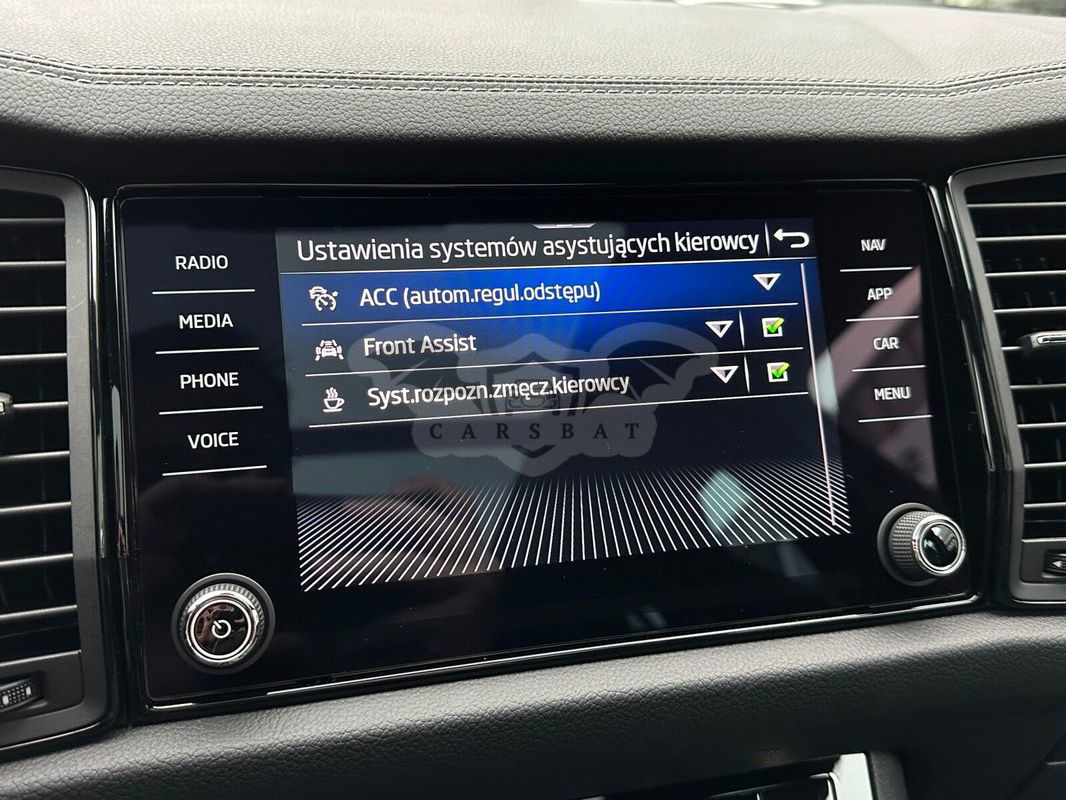 RADIO
MEDIA
PHONE
VOICE
Ustawienia systemów asystujących kierowcy
ACC (autom.regul.odstępu)
Front Assist
Syst.rozpozn.zmęcz.kierowcy
CARSBAT
NAV
APP
CAR
MENU